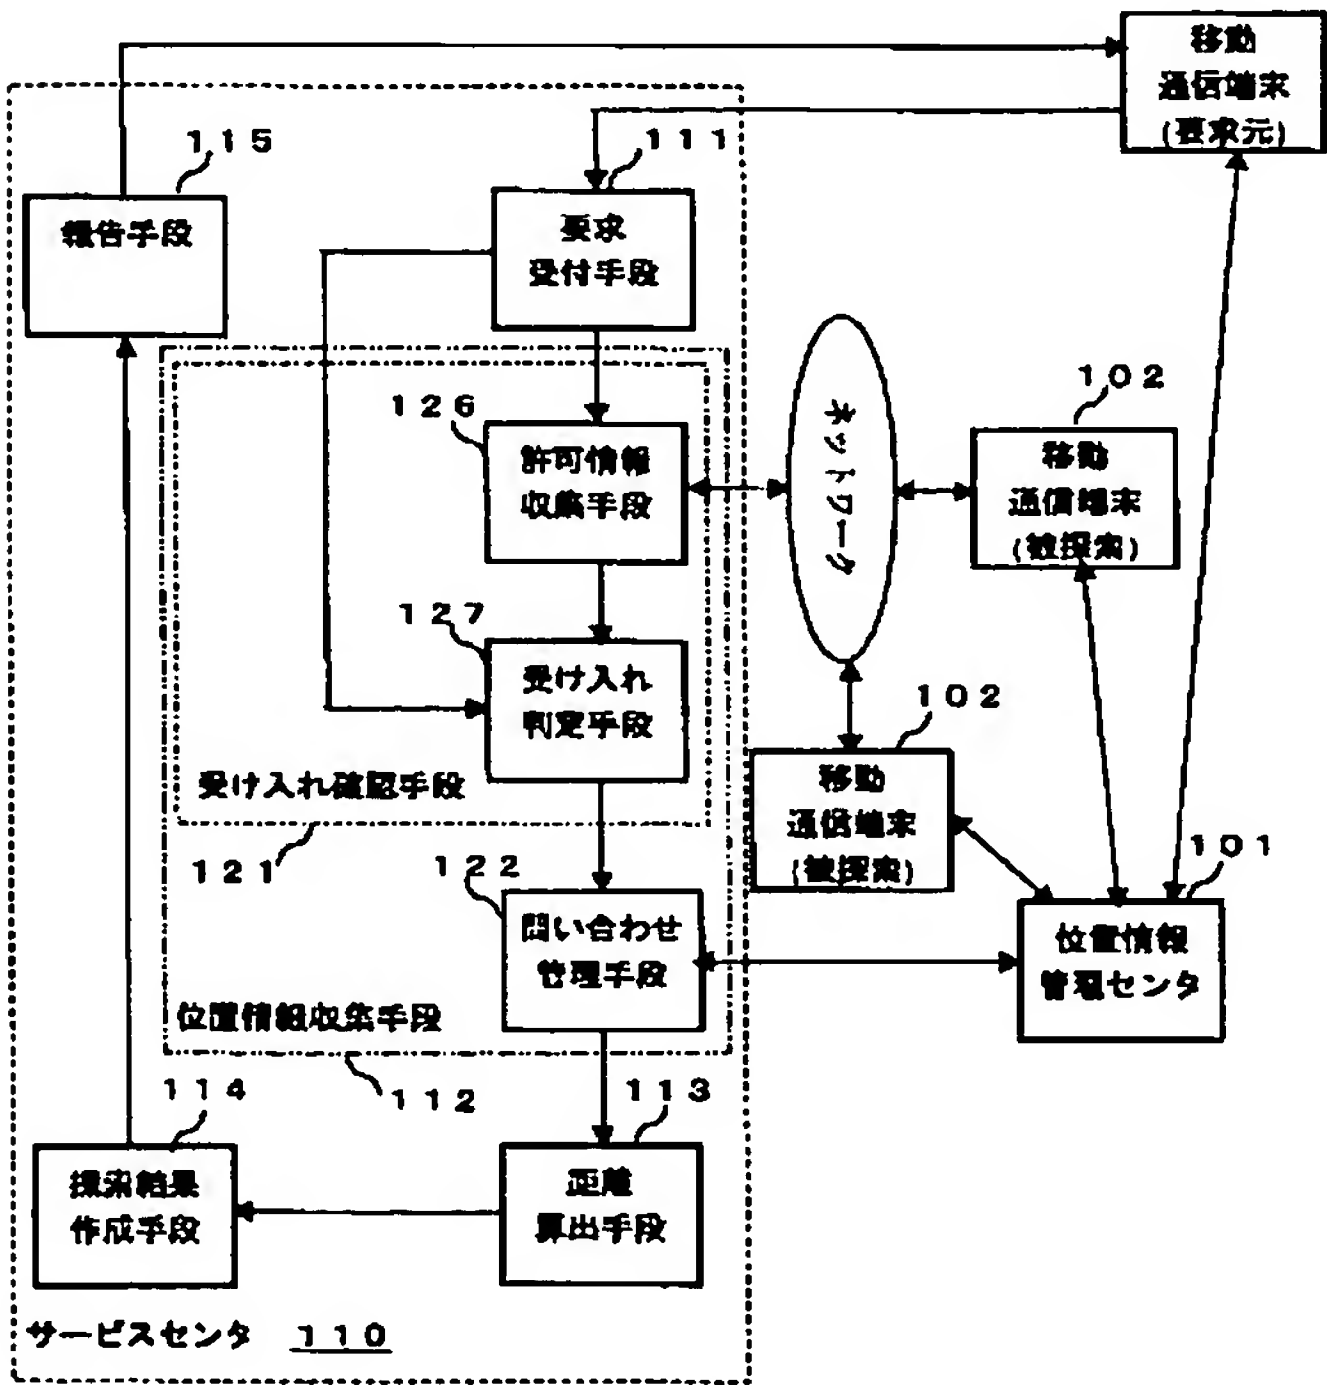 移動
通信端末
(要求元)
115
111
報告手段
要求
受付手段
102
126
ネットワーク
移動
通信端末
(被探索)
許可情報
収集手段
127
受け入れ
判定手段
102
移動
通信端末
(被探索)
受け入れ確認手段
121
122
101
問い合わせ
管理手段
位置情報
管理センタ
位置情報収集手段
112
114
113
探索結果
作成手段
距離
算出手段
サービスセンタ 110